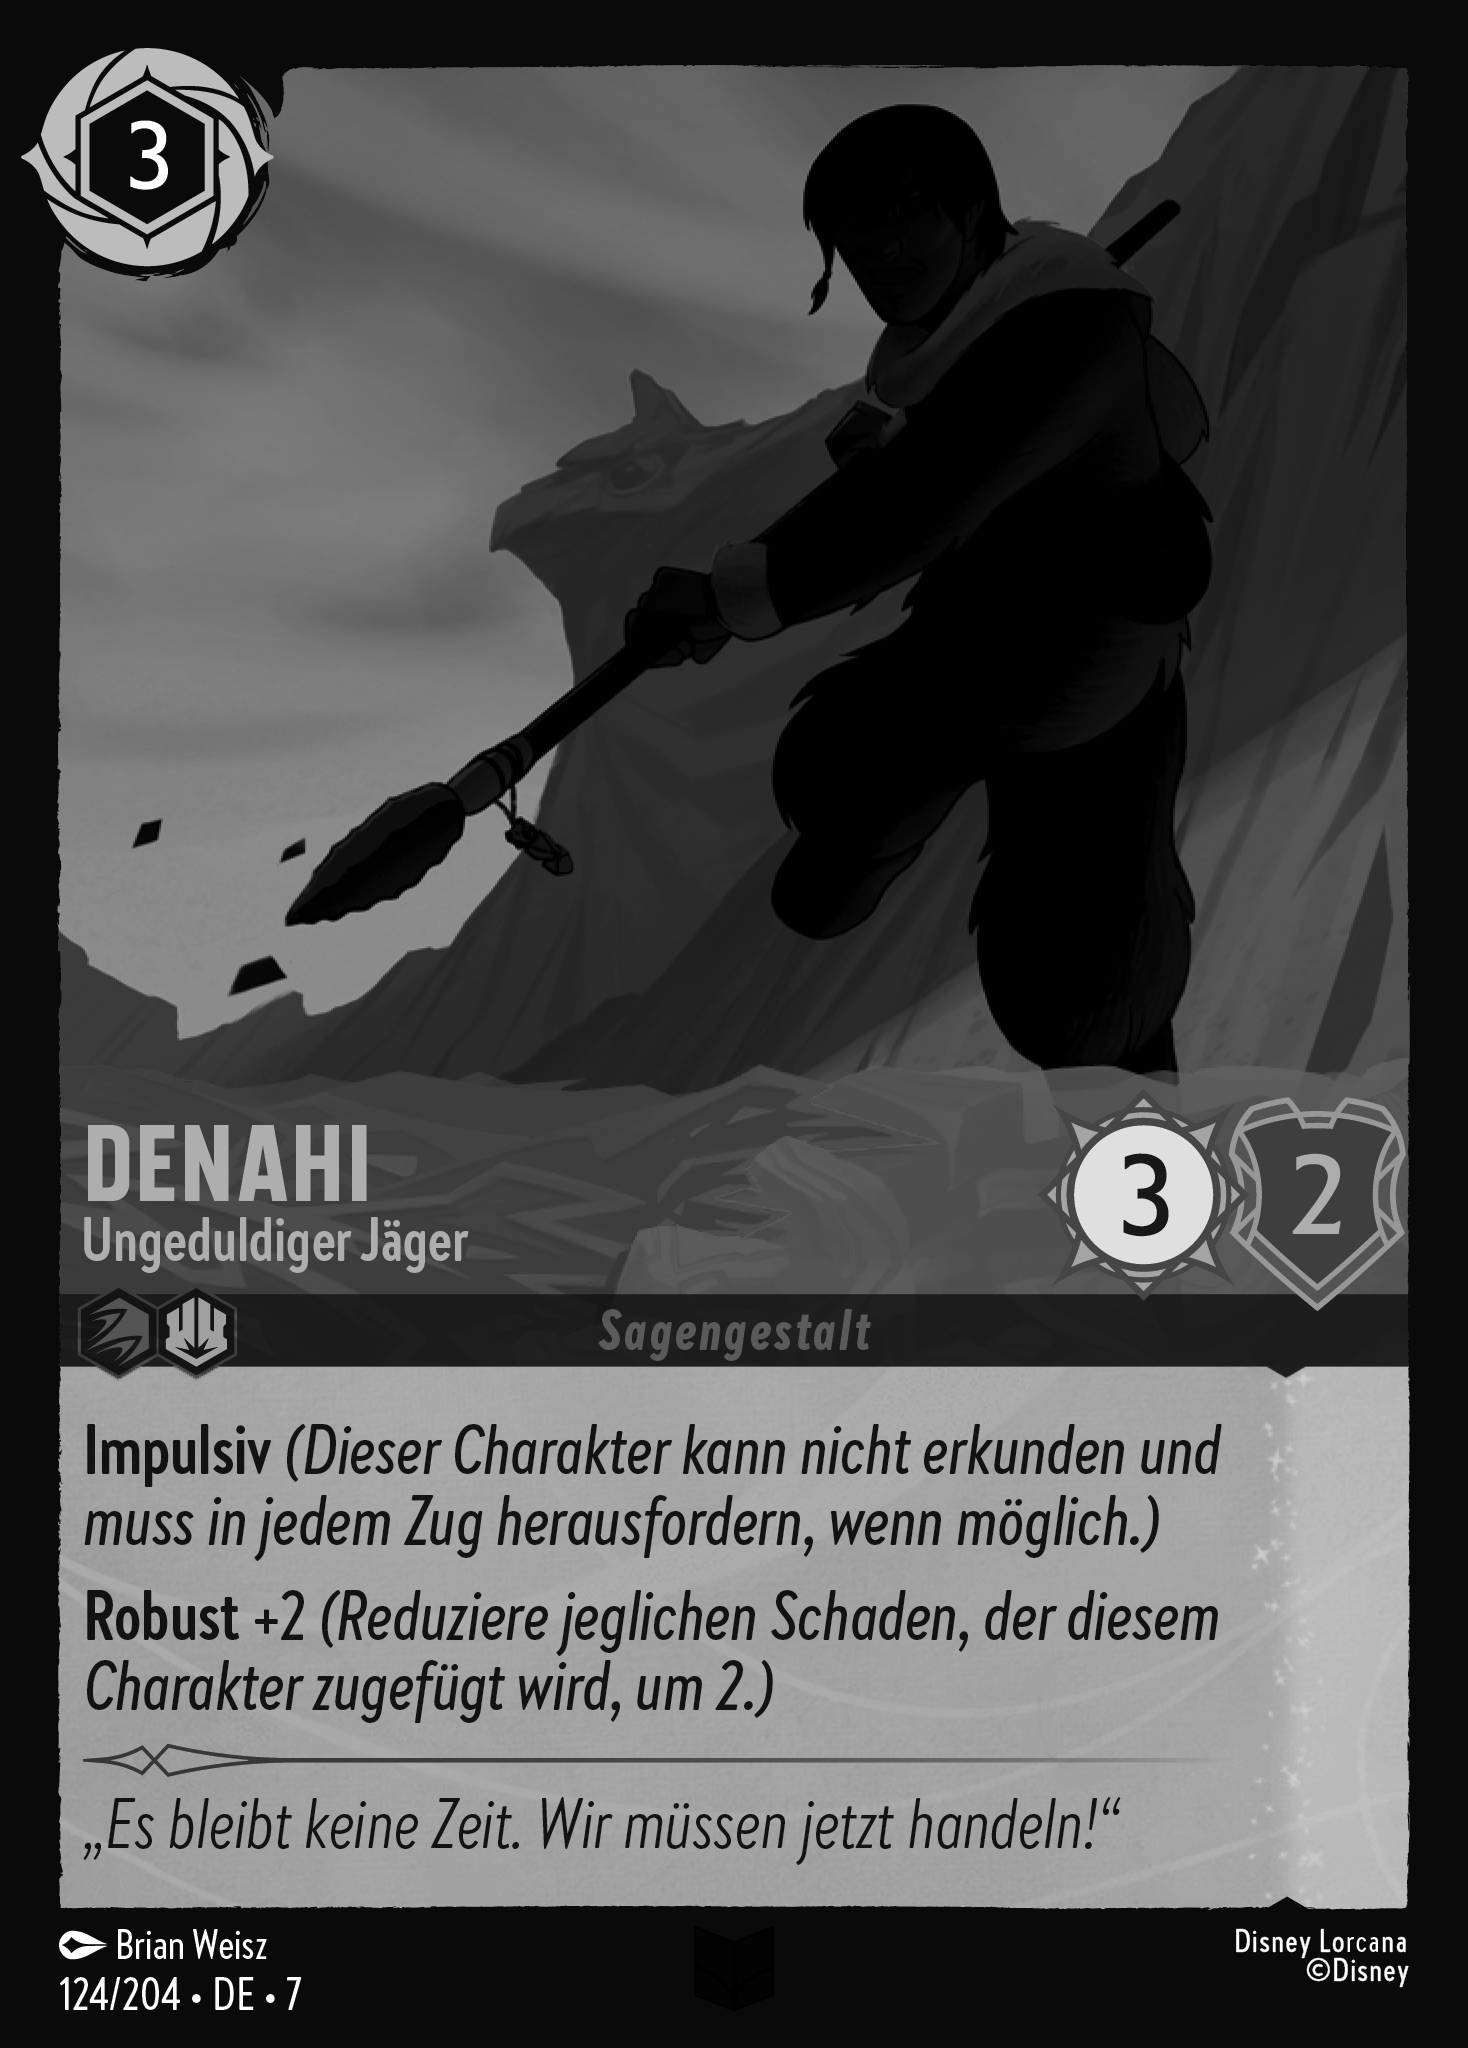 3
DENAHI
Ungeduldiger Jäger
3 2
Sagengestalt
Impulsiv (Dieser Charakter kann nicht erkunden und
muss in jedem Zug herausfordern, wenn möglich.)
Robust +2 (Reduziere jeglichen Schaden, der diesem
Charakter zugefügt wird, um 2.)
„Es bleibt keine Zeit. Wir müssen jetzt handeln!“
Brian Weisz
124/204 • DE • 7
Disney Lorcana
©Disney